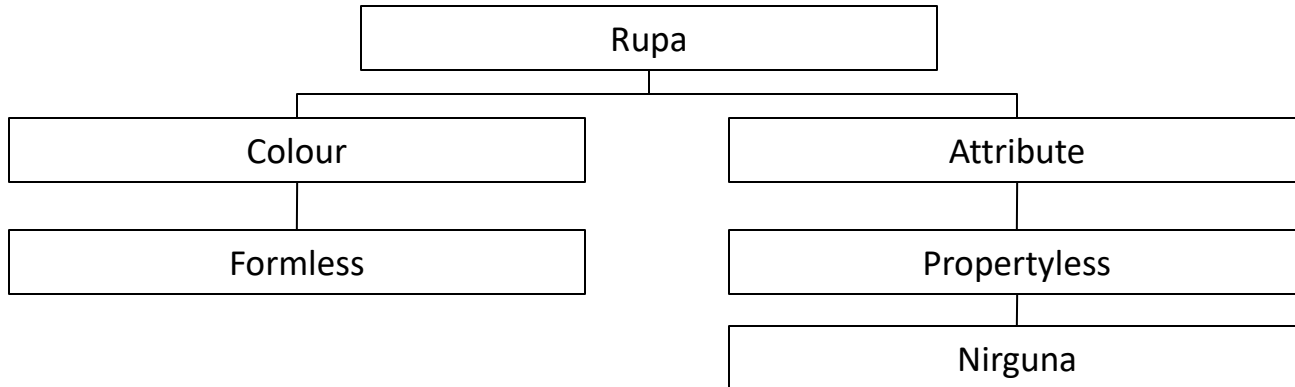 Rupa
Colour
Attribute
Formless
Propertyless
Nirguna